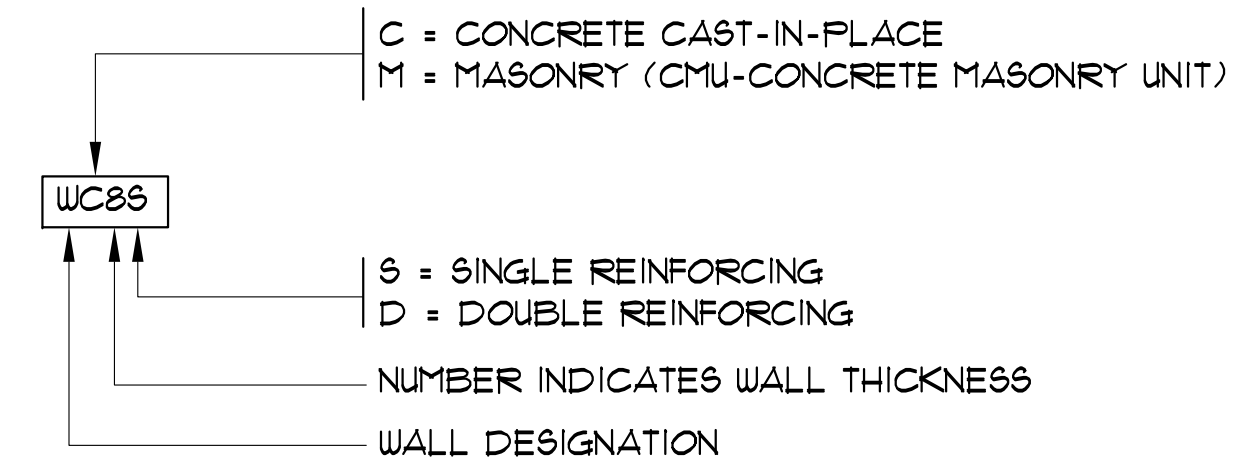 C = CONCRETE CAST-IN-PLACE
M = MASONRY (CMU-CONCRETE MASONRY UNIT)
WC8S
S = SINGLE REINFORCING
D = DOUBLE REINFORCING
NUMBER INDICATES WALL THICKNESS
WALL DESIGNATION